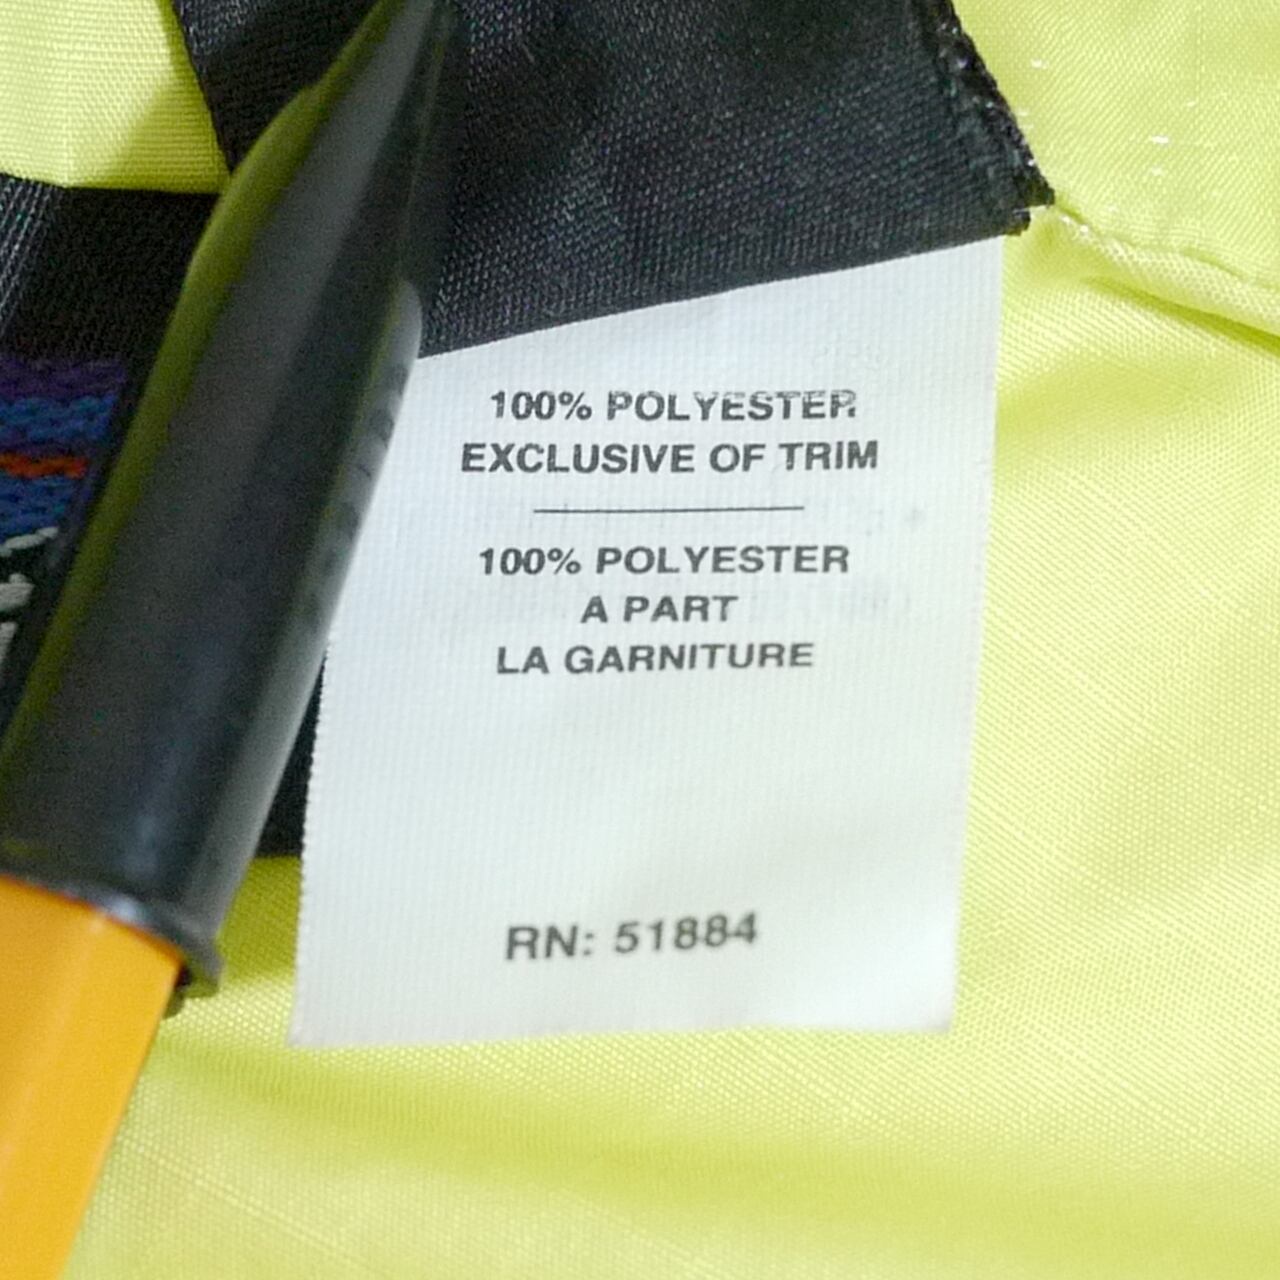 100% POLYESTER
EXCLUSIVE OF TRIM
100% POLYESTER
A PART
LA GARNITURE
RN: 51884